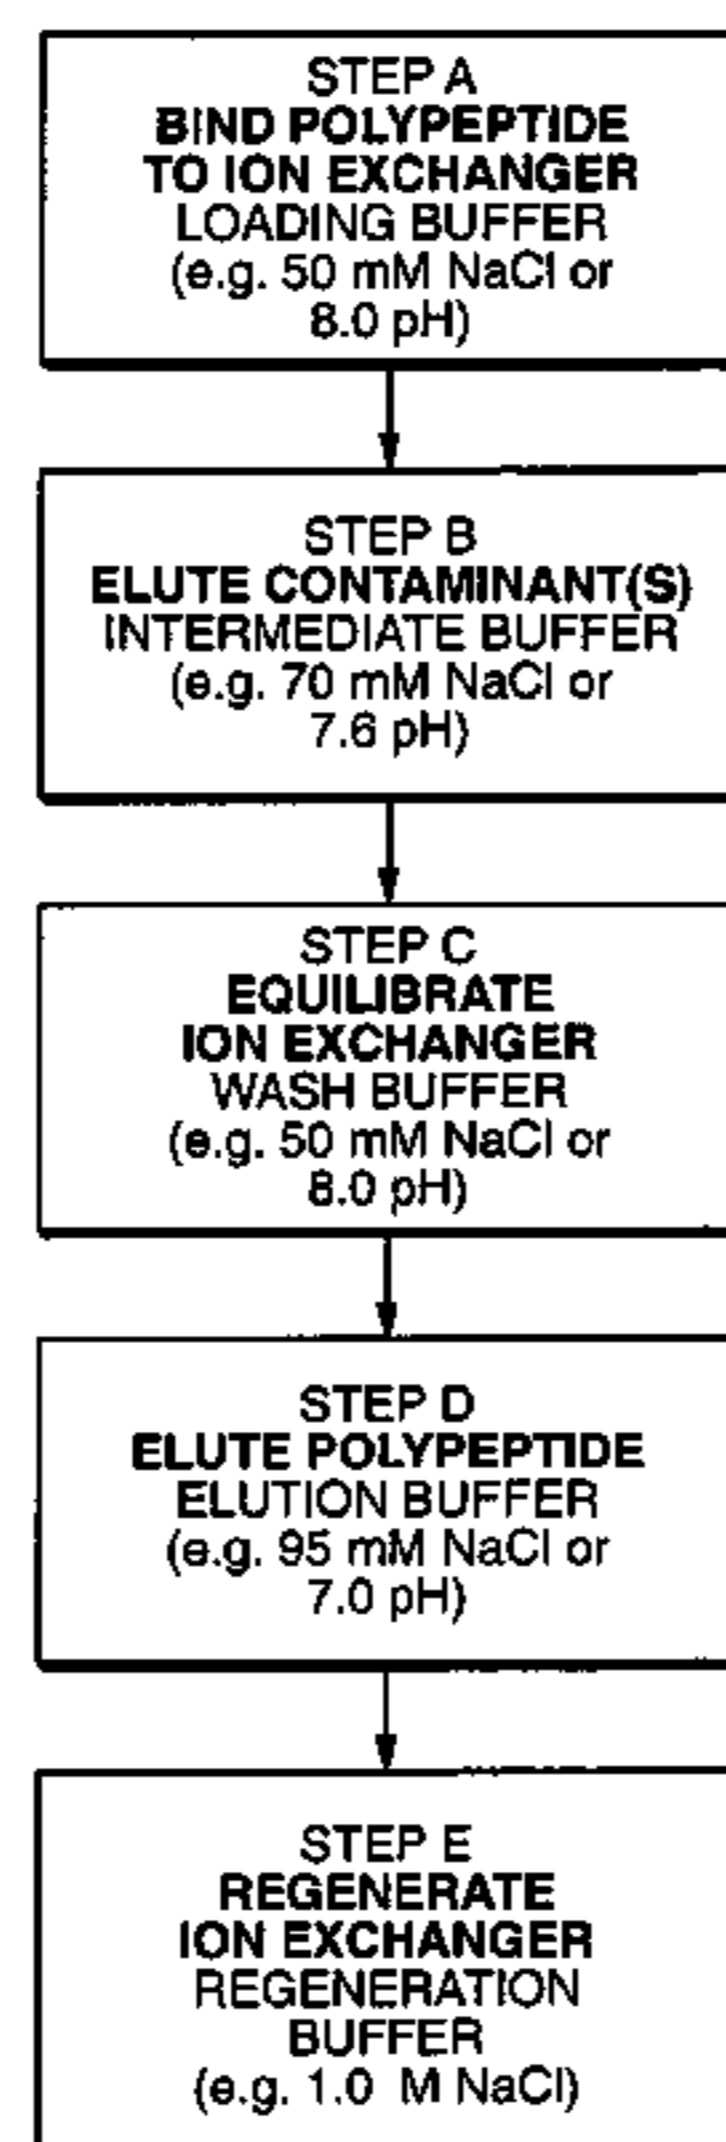 STEP A
BIND POLYPEPTIDE
TO ION EXCHANGER
LOADING BUFFER
(e.g. 50 mM NaCl or
8.0 pH)
STEP B
ELUTE CONTAMINANT(S)
INTERMEDIATE BUFFER
(e.g. 70 mM NaCl or
7.6 pH)
STEP C
EQUILIBRATE
ION EXCHANGER
WASH BUFFER
(e.g. 50 mM NaCl or
8.0 pH)
STEP D
ELUTE POLYPEPTIDE
ELUTION BUFFER
(e.g. 95 mM NaCl or
7.0 pH)
STEP E
REGENERATE
ION EXCHANGER
REGENERATION
BUFFER
(e.g. 1.0 M NaCl)